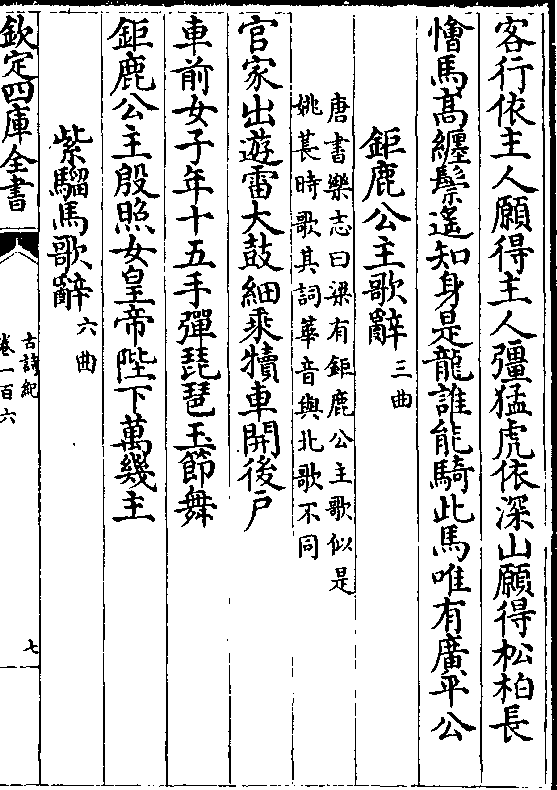 客行依主人願得主人彊猛虎依深山願得松柏長
憎馬高纏鬃遙知身是龍誰能騎此馬唯有廣平公
鉅鹿公主歌辭三曲
唐書樂志曰梁有鉅鹿公主歌似是
姚萇時歌其詞華音與北歌不同
官家出遊雷大鼓細乘犢車開後戶
車前女子年十五手彈琵琶玉節舞
鉅鹿公主殷照女皇帝陛下萬幾主
紫騮馬歌辭六曲
欽定四庫全書
古詩紀
卷一百六
七